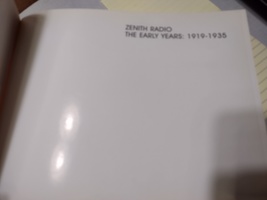 ZENITH RADIO
THE EARLY YEARS: 1919-1935